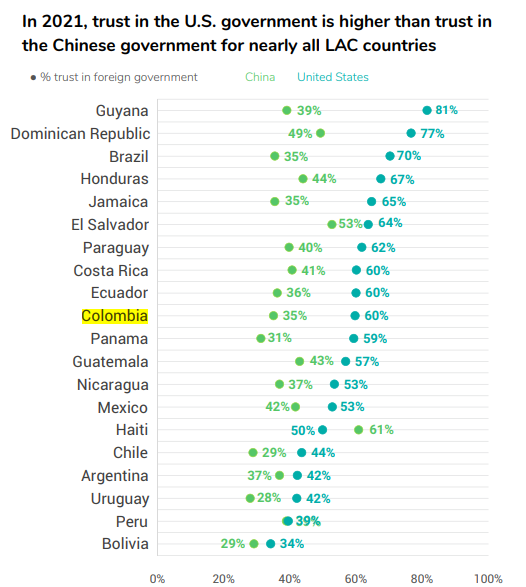 In 2021, trust in the U.S. government is higher than trust in
the Chinese government for nearly all LAC countries
% trust in foreign government China United States
Guyana 39% 81%
Dominican Republic 49% 77%
Brazil 35% 70%
Honduras 44% 67%
Jamaica 35% 65%
El Salvador 53% 64%
Paraguay 40% 62%
Costa Rica 41% 60%
Ecuador 36% 60%
Colombia 35% 60%
Panama 31% 59%
Guatemala 43% 57%
Nicaragua 37% 53%
Mexico 42% 53%
Haiti 50% 61%
Chile 29% 44%
Argentina 37% 42%
Uruguay 28% 42%
Peru 39%
Bolivia 29% 34%
0% 20% 40% 60% 80% 100%